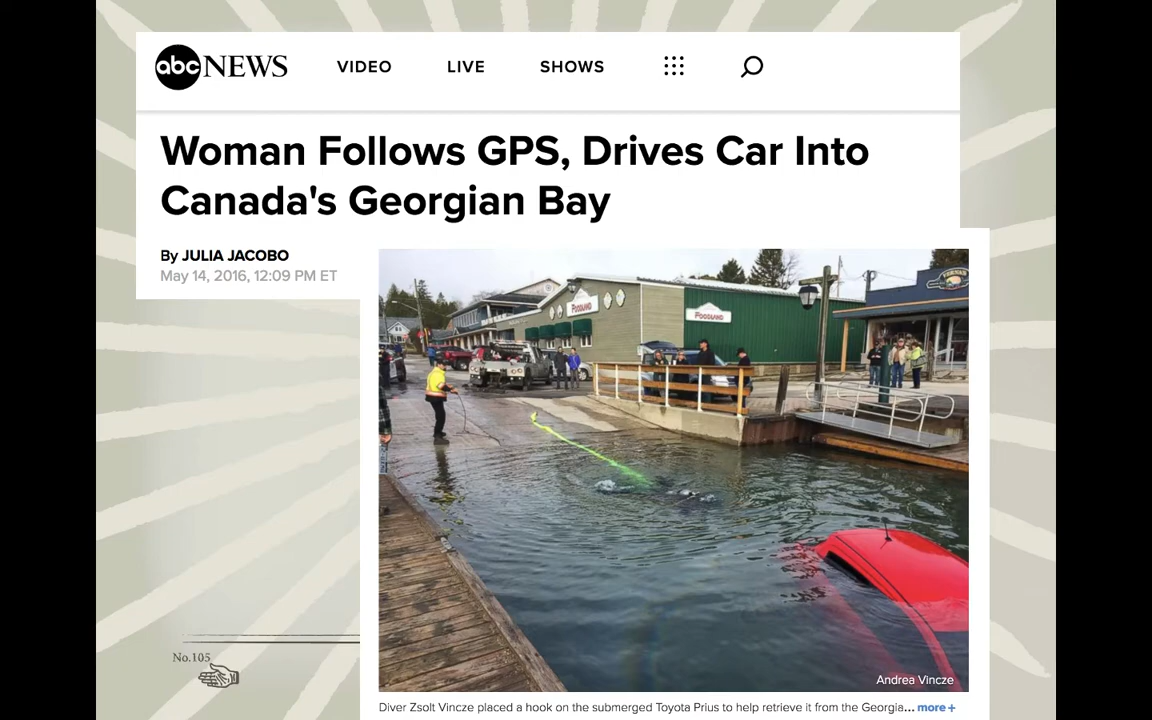 abc NEWS VIDEO LIVE SHOWS
Woman Follows GPS, Drives Car Into
Canada's Georgian Bay
By JULIA JACOBO
May 14, 2016, 12:09 PM ET
FOODLAND
FOODLAND
Andrea Vincze
Diver Zsolt Vincze placed a hook on the submerged Toyota Prius to help retrieve it from the Georgia... more+
No.105